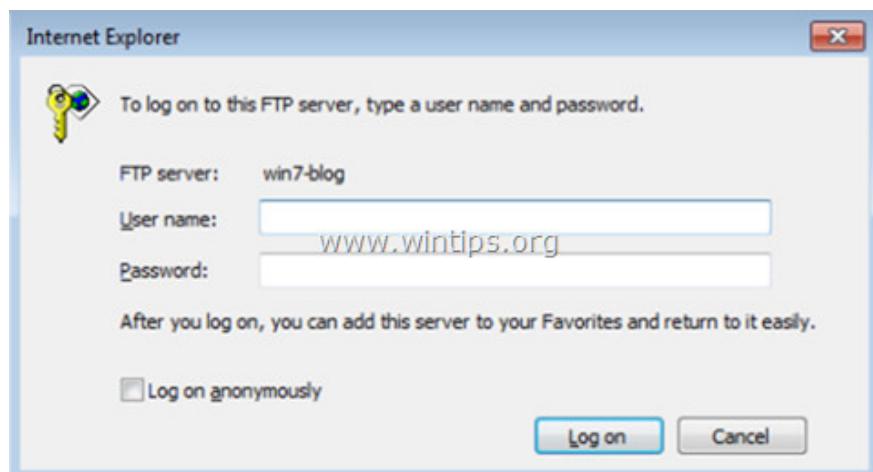 Internet Explorer
To log on to this FTP server, type a user name and password.
FTP server: win7-blog
User name:
www.wintips.org
Password:
After you log on, you can add this server to your Favorites and return to it easily.
Log on anonymously
Log on Cancel